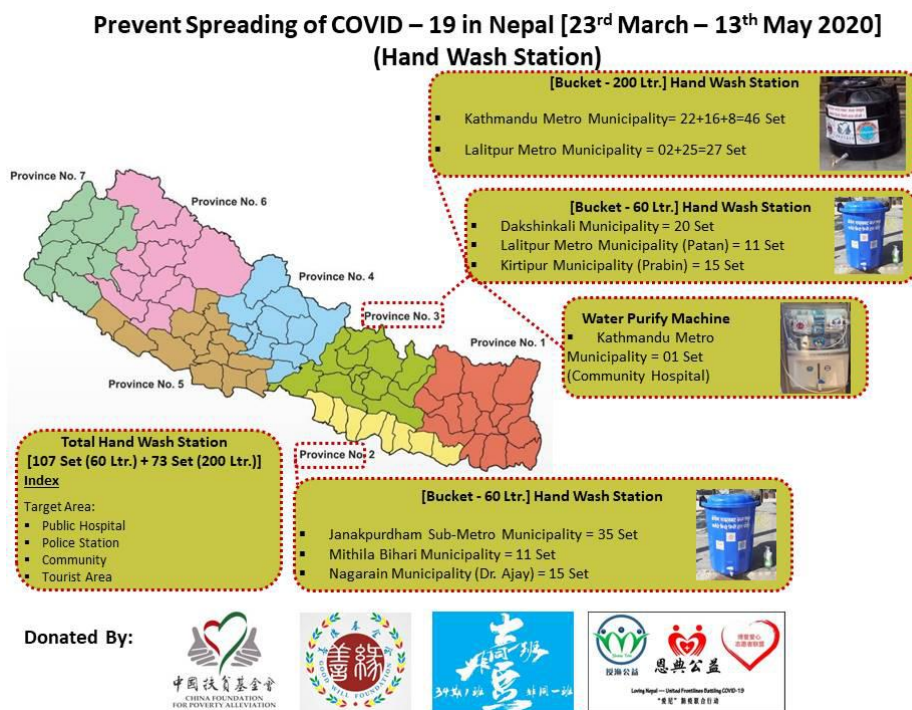 Prevent Spreading of COVID – 19 in Nepal [23rd March – 13th May 2020]
(Hand Wash Station)
[Bucket - 200 Ltr.] Hand Wash Station
▪ Kathmandu Metro Municipality= 22+16+8=46 Set
▪ Lalitpur Metro Municipality = 02+25=27 Set
[Bucket - 60 Ltr.] Hand Wash Station
▪ Dakshinkali Municipality = 20 Set
▪ Lalitpur Metro Municipality (Patan) = 11 Set
▪ Kirtipur Municipality (Prabin) = 15 Set
Water Purify Machine
▪ Kathmandu Metro
Municipality = 01 Set
(Community Hospital)
Province No. 7
Province No. 6
Province No. 4
Province No. 3
Province No. 1
Province No. 5
Province No. 2
Total Hand Wash Station
[107 Set (60 Ltr.) + 73 Set (200 Ltr.)]
Index
Target Area:
▪ Public Hospital
▪ Police Station
▪ Community
▪ Tourist Area
[Bucket - 60 Ltr.] Hand Wash Station
▪ Janakpurdham Sub-Metro Municipality = 35 Set
▪ Mithila Bihari Municipality = 11 Set
▪ Nagarain Municipality (Dr. Ajay) = 15 Set
Donated By:
中国扶贫基金會
CHINA FOUNDATION
FOR POVERTY ALLEVIATION
善緣
GOOD WILL FOUNDATION
恩典公益
Loving Nepal — United Frontlines Battling COVID-19